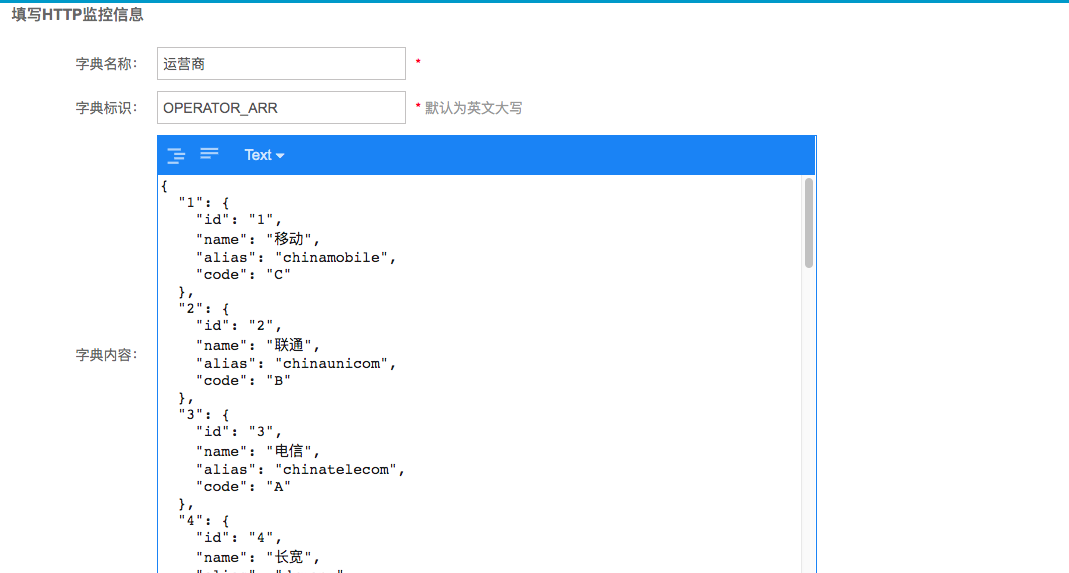 填写HTTP监控信息
字典名称： 运营商 *
字典标识： OPERATOR_ARR * 默认为英文大写
Text
{
"1": {
"id": "1",
"name": "移动",
"alias": "chinamobile",
"code": "C"
},
"2": {
"id": "2",
"name": "联通",
"alias": "chinaunicom",
"code": "B"
},
字典内容：
"3": {
"id": "3",
"name": "电信",
"alias": "chinatelecom",
"code": "A"
},
"4": {
"id": "4",
"name": "长宽",